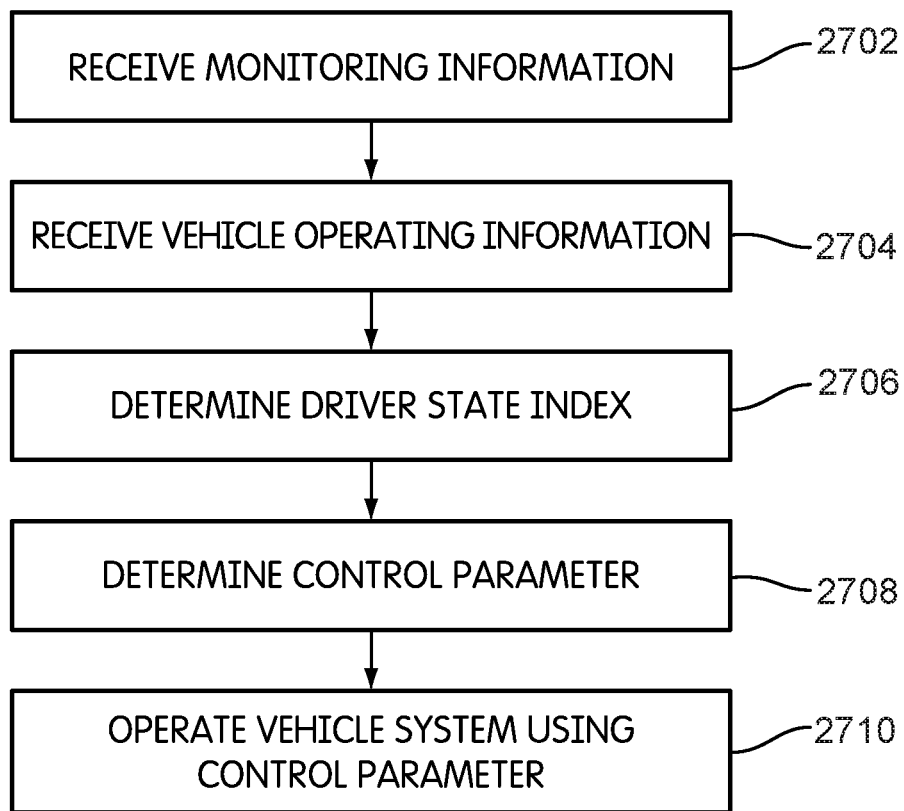 RECEIVE MONITORING INFORMATION
2702
RECEIVE VEHICLE OPERATING INFORMATION
2704
DETERMINE DRIVER STATE INDEX
2706
DETERMINE CONTROL PARAMETER
2708
OPERATE VEHICLE SYSTEM USING
CONTROL PARAMETER
2710